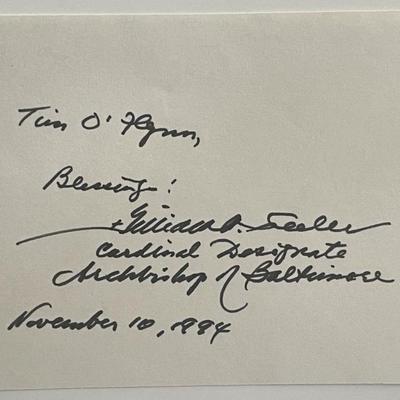 Tim O'Flynn,
Blessings!
+William H. Keeler
Cardinal Designate
Archbishop of Baltimore
November 10, 1994